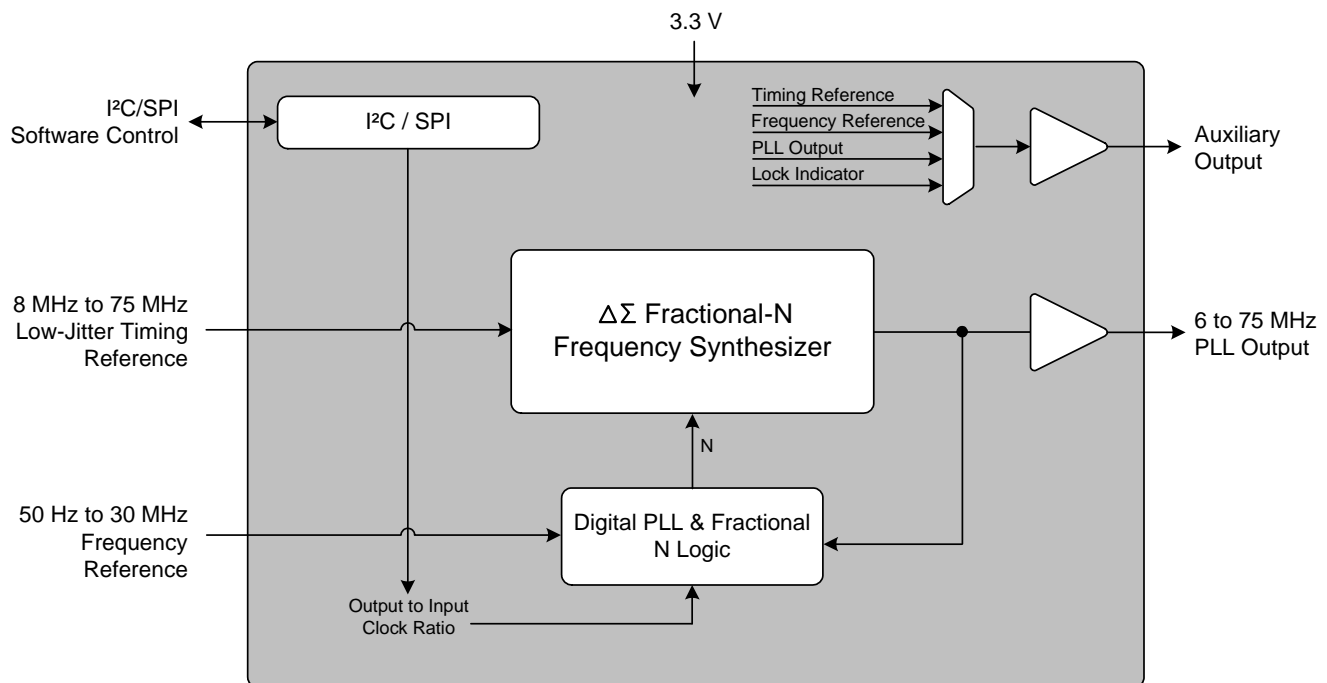 3.3 V
I²C/SPI
Software Control
I²C / SPI
Timing Reference
Frequency Reference
PLL Output
Lock Indicator
Auxiliary
Output
8 MHz to 75 MHz
Low-Jitter Timing
Reference
ΔΣ Fractional-N
Frequency Synthesizer
6 to 75 MHz
PLL Output
N
50 Hz to 30 MHz
Frequency
Reference
Digital PLL & Fractional
N Logic
Output to Input
Clock Ratio